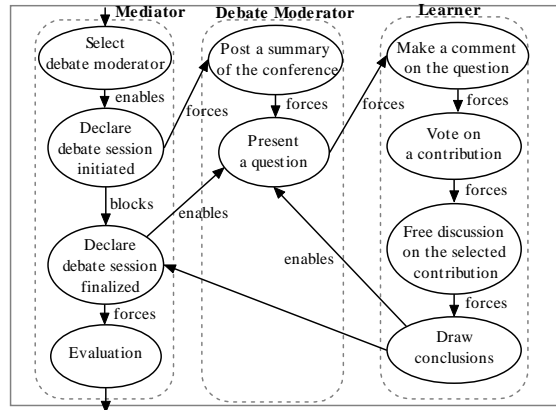 Mediator
Select
debate moderator
enables
Declare
debate session
initiated
blocks
Declare
debate session
finalized
forces
Evaluation
forces
enables
Debate Moderator
Post a summary
of the conference
forces
Present
a question
forces
enables
Learner
Make a comment
on the question
forces
Vote on
a contribution
forces
Free discussion
on the selected
contribution
forces
Draw
conclusions